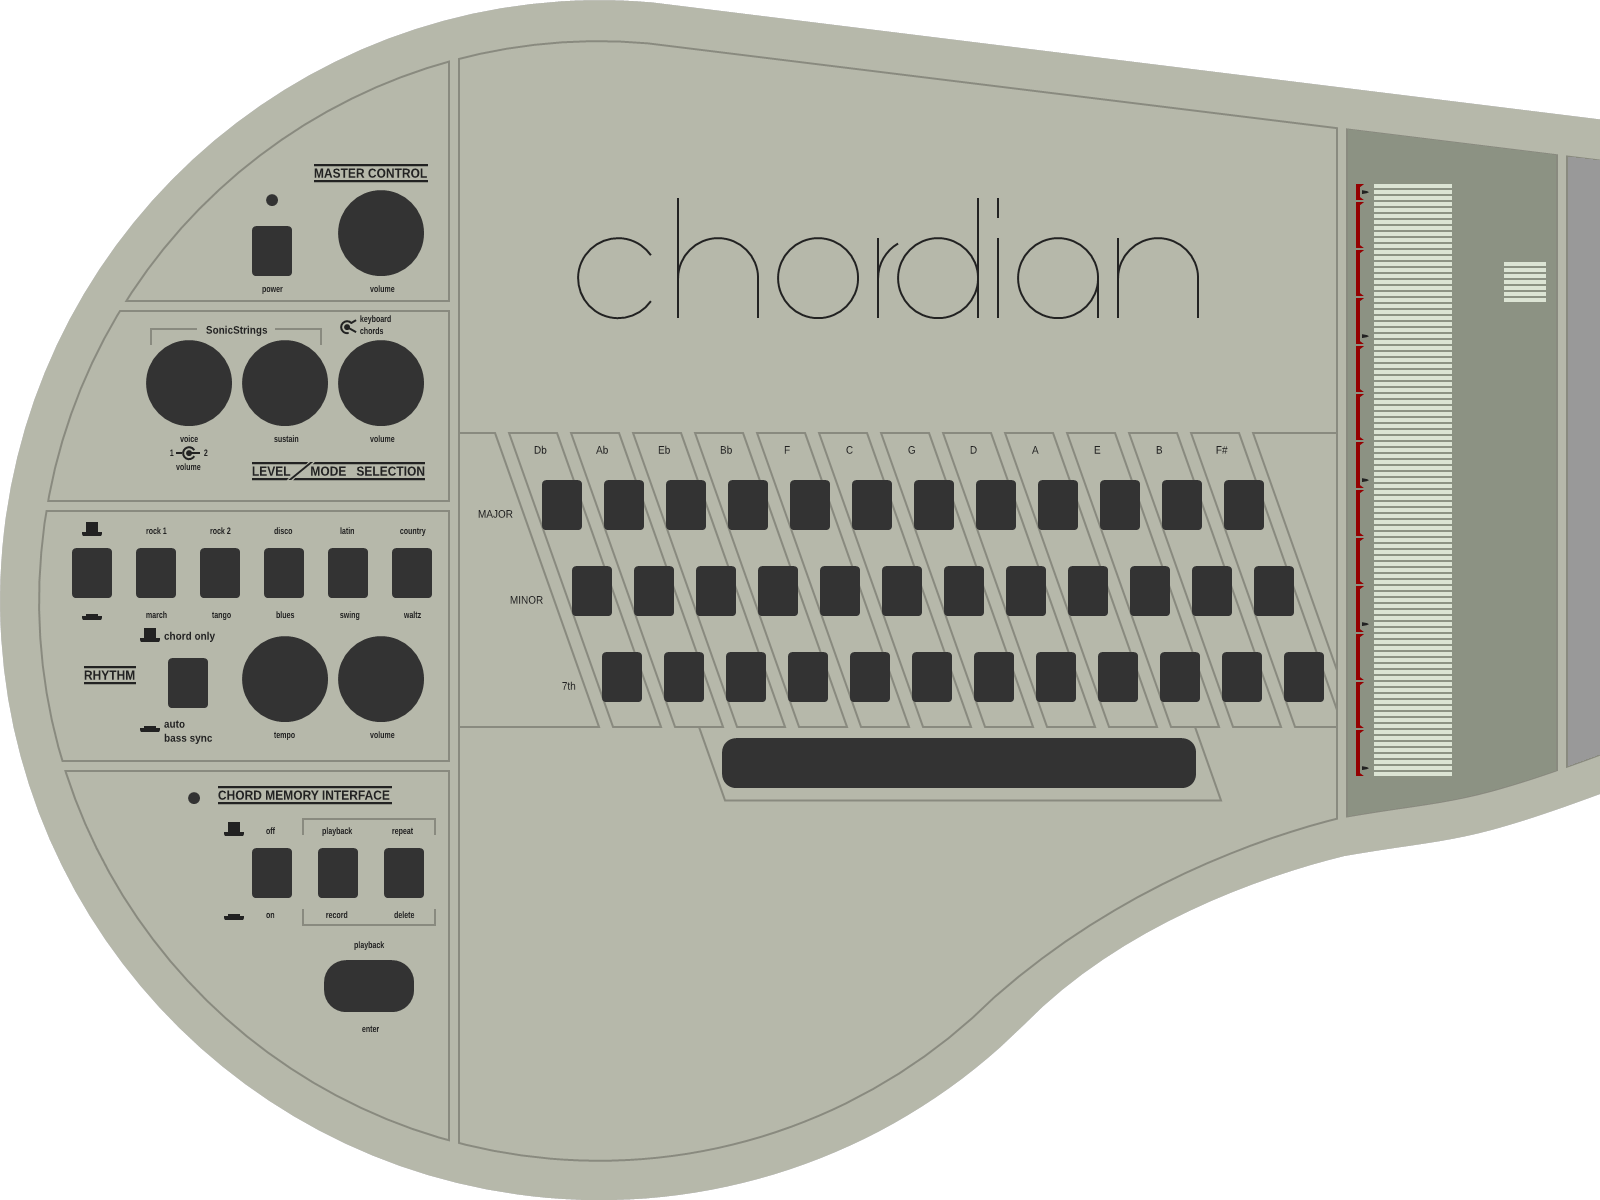 MASTER CONTROL
power
volume
SonicStrings
keyboard
chords
voice
sustain
volume
1 2
volume
LEVEL MODE SELECTION
rock 1 rock 2 disco latin country
march tango blues swing waltz
chord only
RHYTHM
auto
bass sync
tempo
volume
CHORD MEMORY INTERFACE
off playback repeat
on record delete
playback
enter
chordian
Db Ab Eb Bb F C G D A E B F#
MAJOR
MINOR
7th